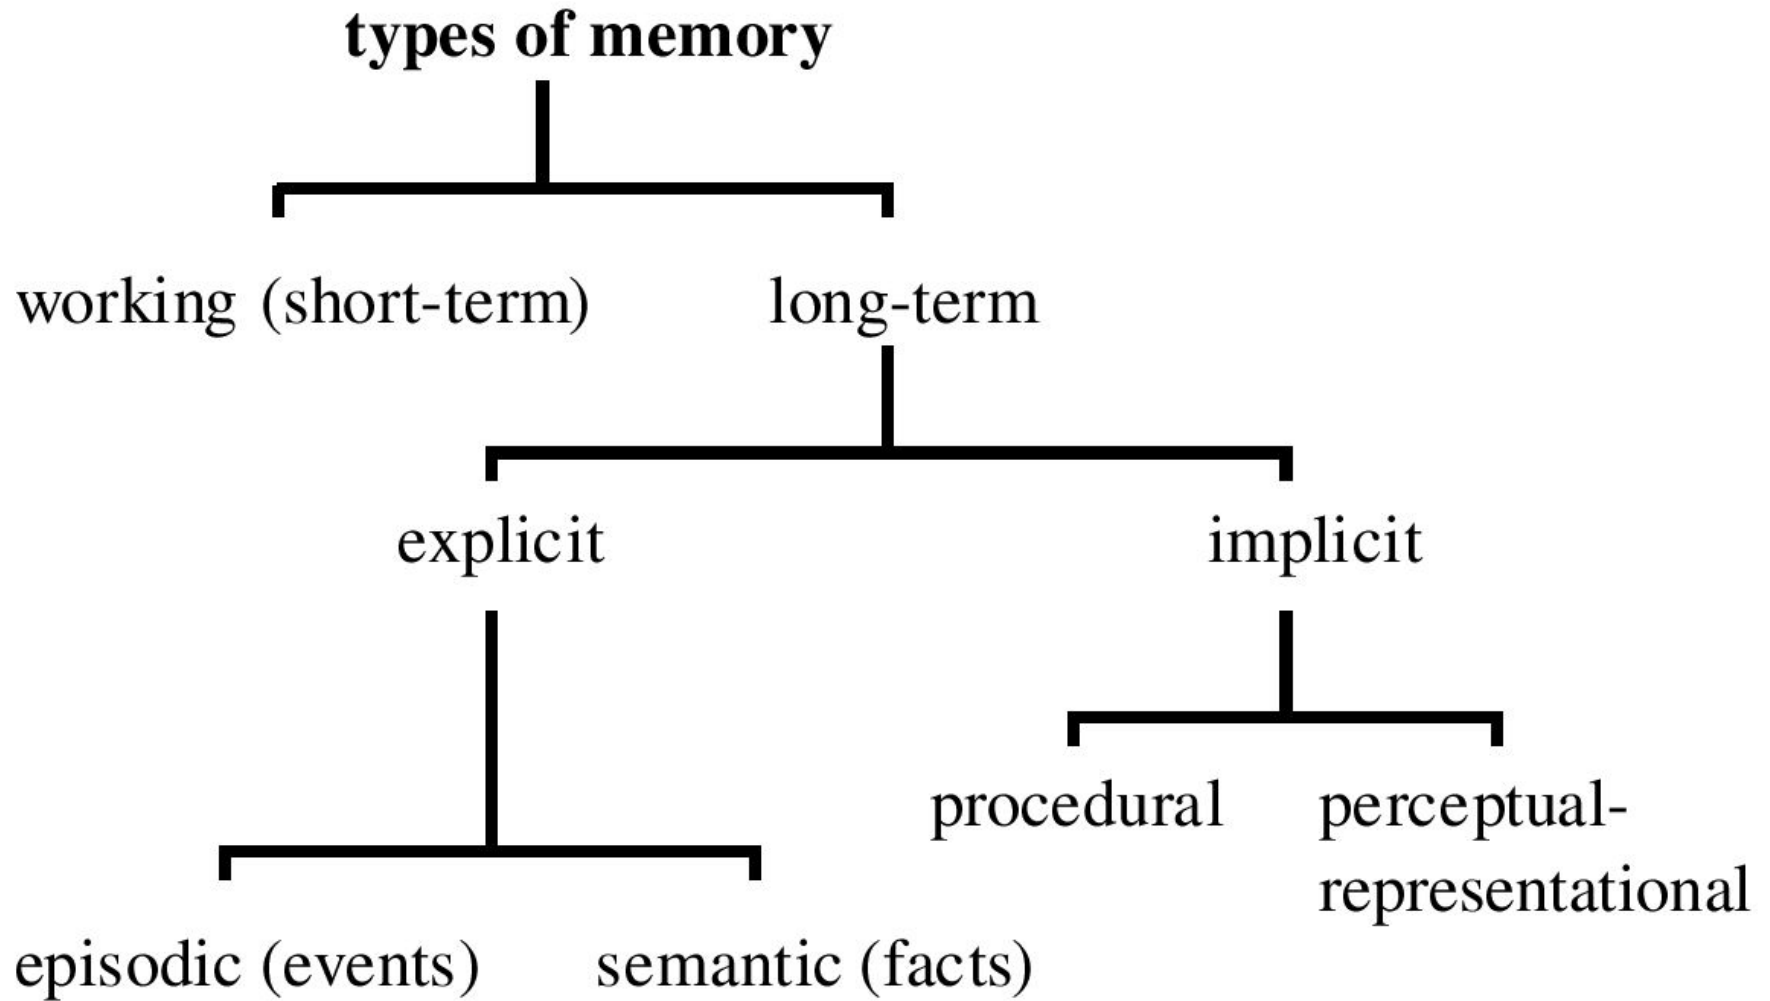 types of memory
working (short-term)
long-term
explicit
implicit
procedural
perceptual-
representational
episodic (events)
semantic (facts)